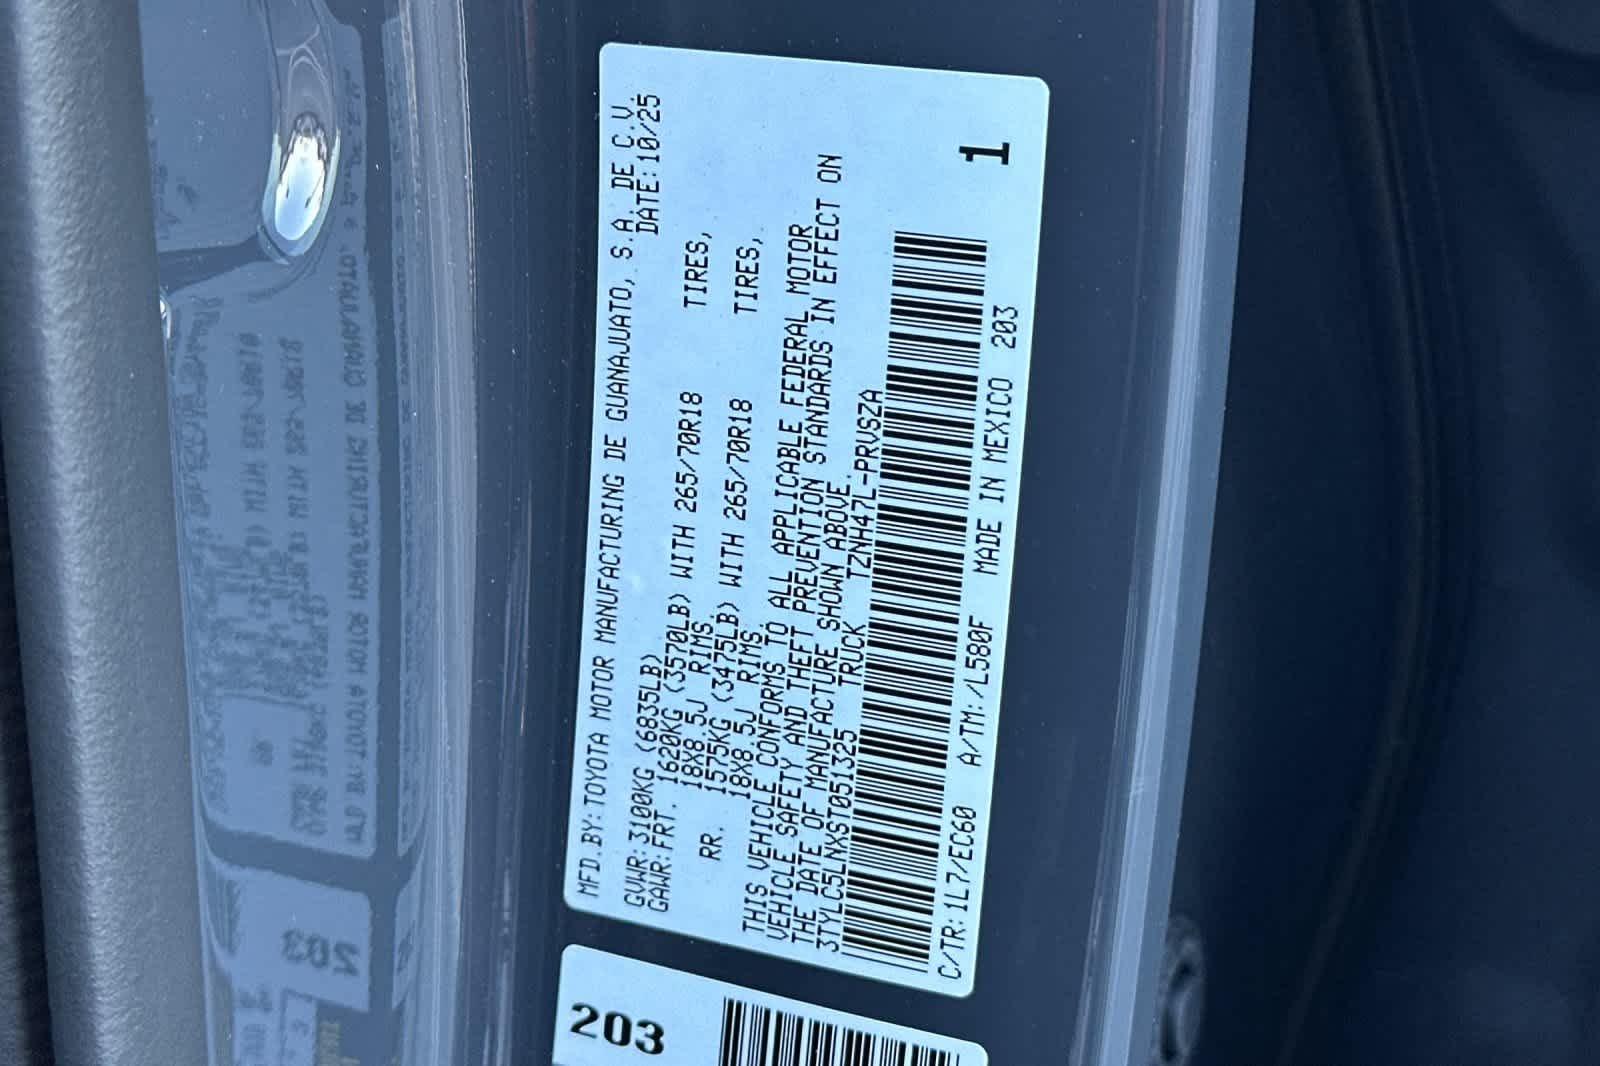 MFD.BY:TOYOTA MOTOR MANUFACTURING DE GUANAJUATO, S.A. DE C.V.
DATE:10/25
GVWR:3100KG (6835LB)
GAWR:FRT. 1620KG (3570LB) WITH 265/70R18 TIRES,
18X8.5J RIMS.
RR. 1575KG (3475LB) WITH 265/70R18 TIRES,
18X8.5J RIMS.
THIS VEHICLE CONFORMS TO ALL APPLICABLE FEDERAL MOTOR
VEHICLE SAFETY AND THEFT PREVENTION STANDARDS IN EFFECT ON
THE DATE OF MANUFACTURE SHOWN ABOVE.
3TYLC5LNXST051325 TRUCK TZNH47L-PRVSZA
C/TR:1L7/EC60 A/TM:/L580F MADE IN MEXICO 203
1
203